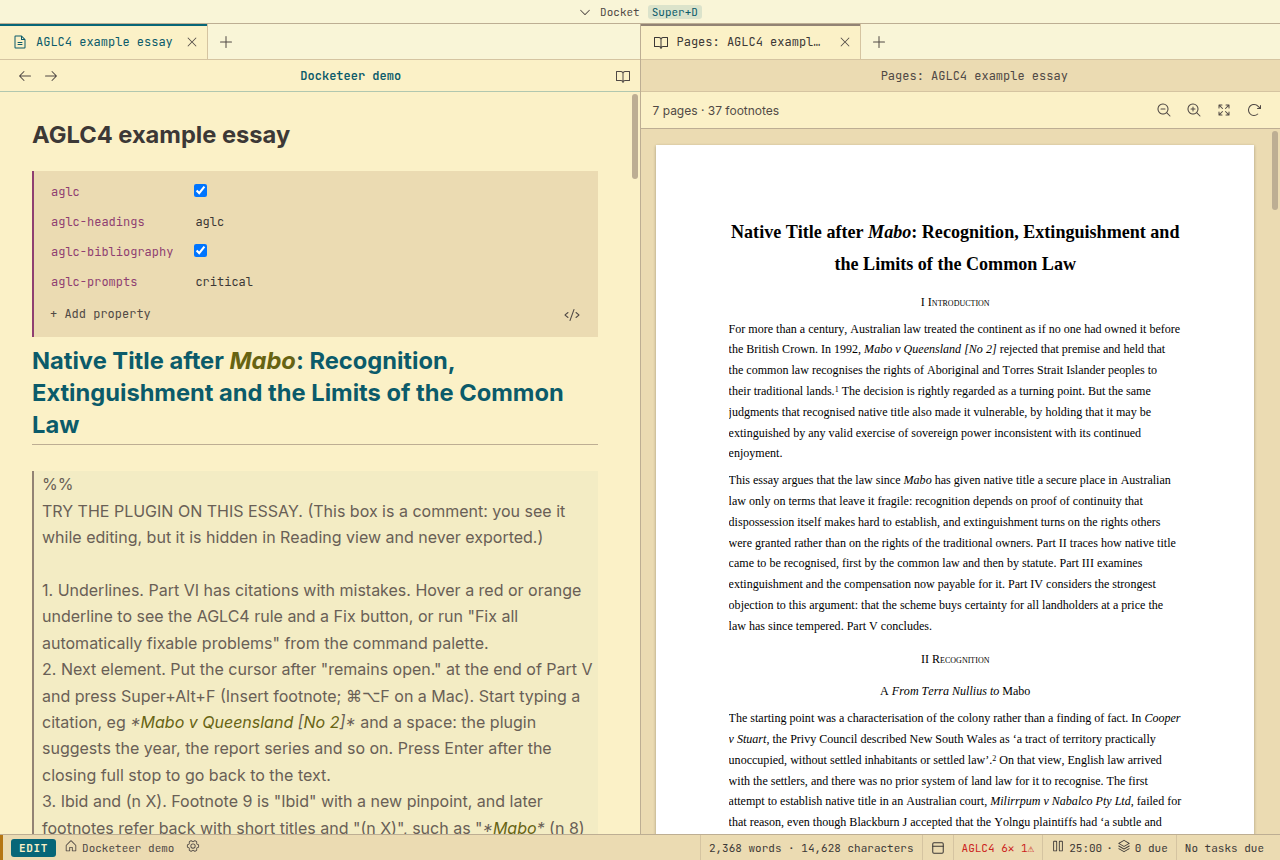 Docket Super+D
AGLC4 example essay
Pages: AGLC4 exampl…
Docketeer demo
Pages: AGLC4 example essay
7 pages · 37 footnotes
AGLC4 example essay
aglc
aglc-headings aglc
aglc-bibliography
aglc-prompts critical
+ Add property
Native Title after Mabo: Recognition,
Extinguishment and the Limits of the Common
Law
%%
TRY THE PLUGIN ON THIS ESSAY. (This box is a comment: you see it
while editing, but it is hidden in Reading view and never exported.)
1. Underlines. Part VI has citations with mistakes. Hover a red or orange
underline to see the AGLC4 rule and a Fix button, or run "Fix all
automatically fixable problems" from the command palette.
2. Next element. Put the cursor after "remains open." at the end of Part V
and press Super+Alt+F (Insert footnote; ⌘⌥F on a Mac). Start typing a
citation, eg *Mabo v Queensland [No 2]* and a space: the plugin
suggests the year, the report series and so on. Press Enter after the
closing full stop to go back to the text.
3. Ibid and (n X). Footnote 9 is "Ibid" with a new pinpoint, and later
footnotes refer back with short titles and "(n X)", such as "*Mabo* (n 8)
Native Title after Mabo: Recognition, Extinguishment and
the Limits of the Common Law
I Introduction
For more than a century, Australian law treated the continent as if no one had owned it before
the British Crown. In 1992, Mabo v Queensland [No 2] rejected that premise and held that
the common law recognises the rights of Aboriginal and Torres Strait Islander peoples to
their traditional lands.1 The decision is rightly regarded as a turning point. But the same
judgments that recognised native title also made it vulnerable, by holding that it may be
extinguished by any valid exercise of sovereign power inconsistent with its continued
enjoyment.
This essay argues that the law since Mabo has given native title a secure place in Australian
law only on terms that leave it fragile: recognition depends on proof of continuity that
dispossession itself makes hard to establish, and extinguishment turns on the rights others
were granted rather than on the rights of the traditional owners. Part II traces how native title
came to be recognised, first by the common law and then by statute. Part III examines
extinguishment and the compensation now payable for it. Part IV considers the strongest
objection to this argument: that the scheme buys certainty for all landholders at a price the
law has since tempered. Part V concludes.
II Recognition
A From Terra Nullius to Mabo
The starting point was a characterisation of the colony rather than a finding of fact. In Cooper
v Stuart, the Privy Council described New South Wales as ‘a tract of territory practically
unoccupied, without settled inhabitants or settled law’.2 On that view, English law arrived
with the settlers, and there was no prior system of land law for it to recognise. The first
attempt to establish native title in an Australian court, Milirrpum v Nabalco Pty Ltd, failed for
that reason, even though Blackburn J accepted that the Yolngu plaintiffs had ‘a subtle and
EDIT Docketeer demo
2,368 words · 14,628 characters
AGLC4 6× 1⚠
25:00 · 0 due
No tasks due